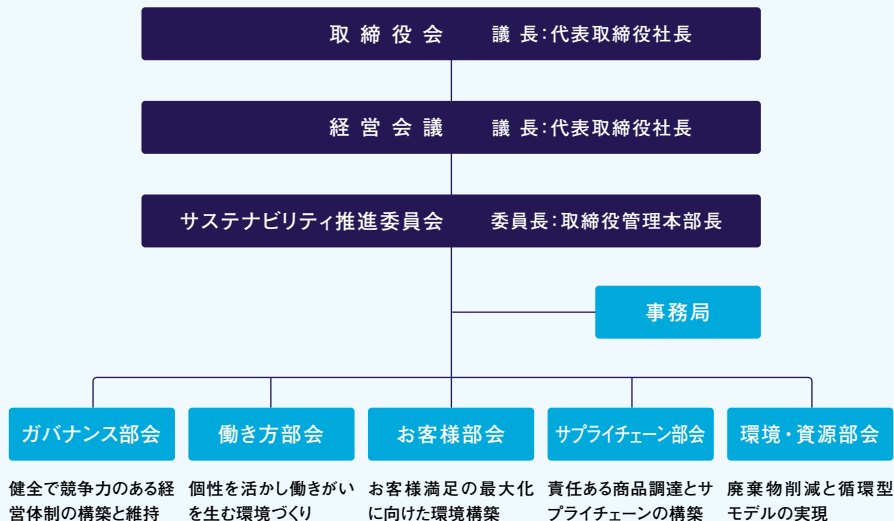 取締役会 議長:代表取締役社長
経営会議 議長:代表取締役社長
サステナビリティ推進委員会 委員長:取締役管理本部長
事務局
ガバナンス部会
働き方部会
お客様部会
サプライチェーン部会
環境・資源部会
健全で競争力のある経
営体制の構築と維持
個性を活かし働きがい
を生む環境づくり
お客様満足の最大化
に向けた環境構築
責任ある商品調達とサ
プライチェーンの構築
廃棄物削減と循環型
モデルの実現